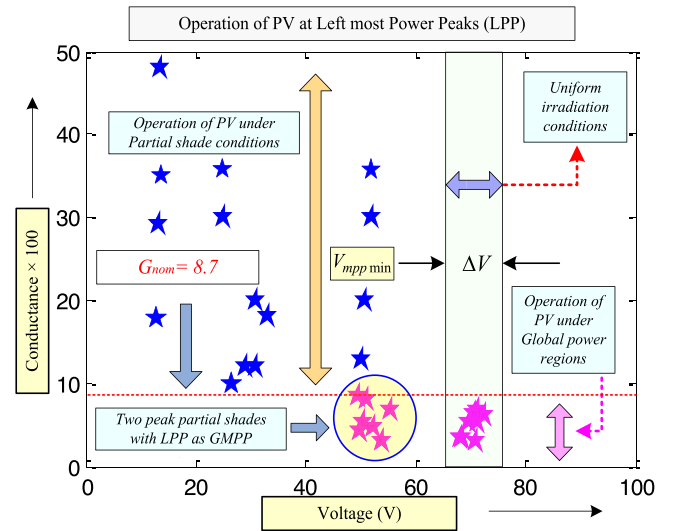 Operation of PV at Left most Power Peaks (LPP)
50
40
30
20
10
0
0
20
40
60
80
100
Conductance × 100
Voltage (V)
Operation of PV under
Partial shade conditions
Uniform
irradiation
conditions
Gnom= 8.7
Vmpp min
ΔV
Operation of
PV under
Global power
regions
Two peak partial shades
with LPP as GMPP